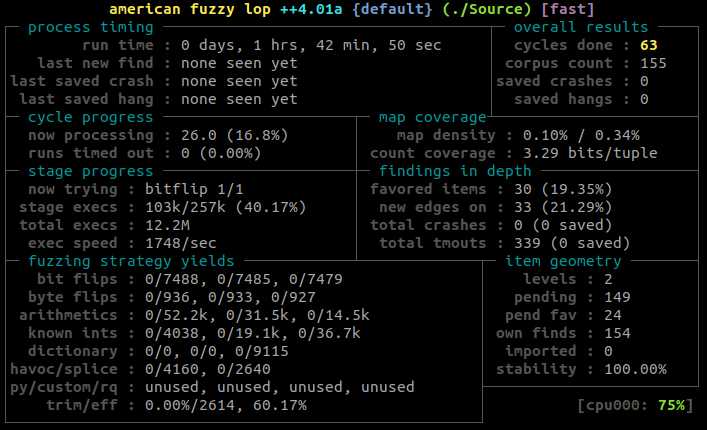 american fuzzy lop ++4.01a {default} (./Source) [fast]
process timing overall results
run time : 0 days, 1 hrs, 42 min, 50 sec cycles done : 63
last new find : none seen yet corpus count : 155
last saved crash : none seen yet saved crashes : 0
last saved hang : none seen yet saved hangs : 0
cycle progress map coverage
now processing : 26.0 (16.8%) map density : 0.10% / 0.34%
runs timed out : 0 (0.00%) count coverage : 3.29 bits/tuple
stage progress findings in depth
now trying : bitflip 1/1 favored items : 30 (19.35%)
stage execs : 103k/257k (40.17%) new edges on : 33 (21.29%)
total execs : 12.2M total crashes : 0 (0 saved)
exec speed : 1748/sec total tmouts : 339 (0 saved)
fuzzing strategy yields item geometry
bit flips : 0/7488, 0/7485, 0/7479 levels : 2
byte flips : 0/936, 0/933, 0/927 pending : 149
arithmetics : 0/52.2k, 0/31.5k, 0/14.5k pend fav : 24
known ints : 0/4038, 0/19.1k, 0/36.7k own finds : 154
dictionary : 0/0, 0/0, 0/9115 imported : 0
havoc/splice : 0/4160, 0/2640 stability : 100.00%
py/custom/rq : unused, unused, unused, unused
trim/eff : 0.00%/2614, 60.17% [cpu000: 75%]